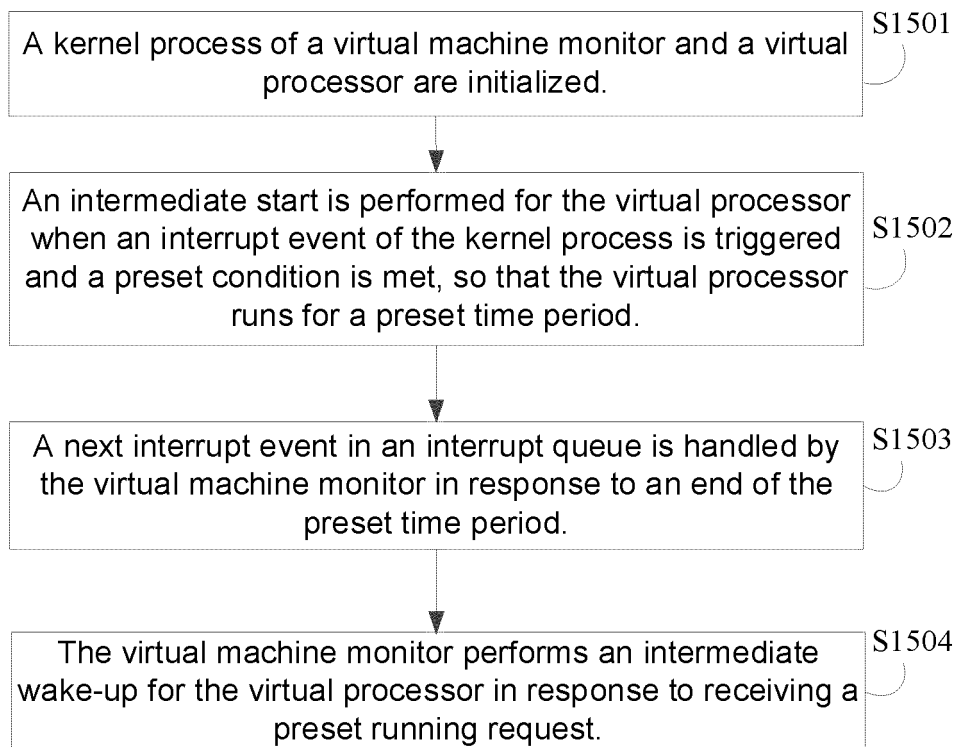 S1501
A kernel process of a virtual machine monitor and a virtual
processor are initialized.
An intermediate start is performed for the virtual processor
when an interrupt event of the kernel process is triggered
and a preset condition is met, so that the virtual processor
runs for a preset time period.
S1502
A next interrupt event in an interrupt queue is handled by
the virtual machine monitor in response to an end of the
preset time period.
S1503
The virtual machine monitor performs an intermediate
wake-up for the virtual processor in response to receiving a
preset running request.
S1504